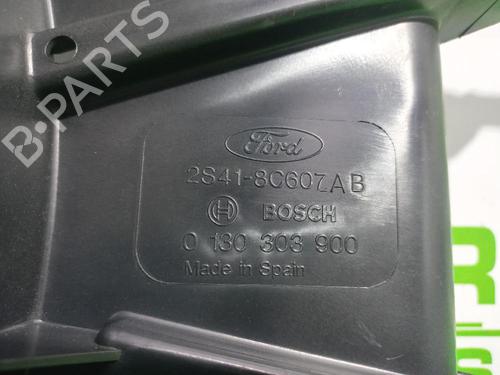 B-PARTS
Ford
2S41-8C607AB
BOSCH
0 130 303 900
Made in Spain